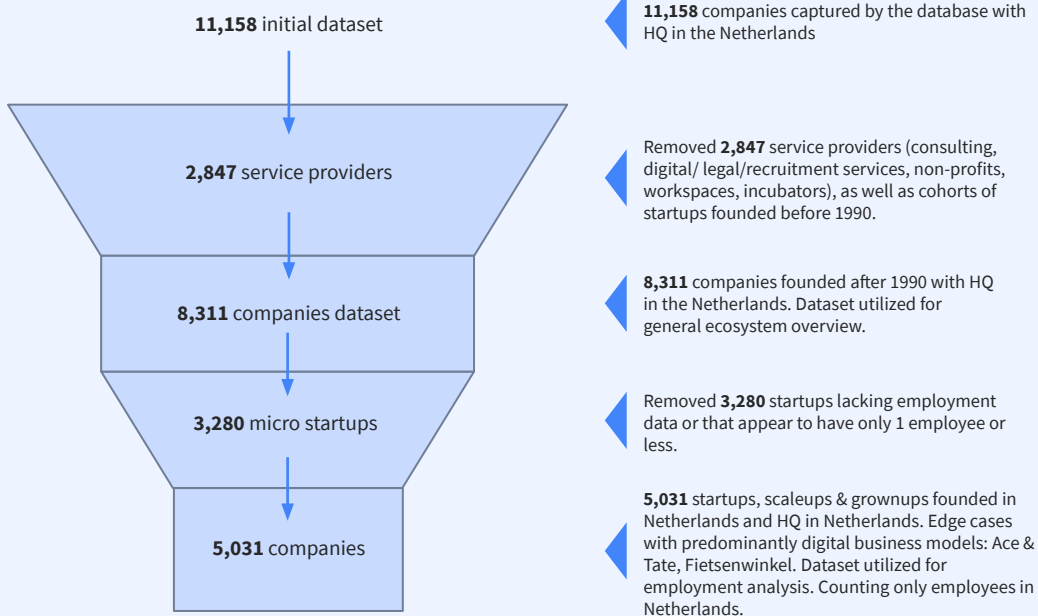 11,158 initial dataset
11,158 companies captured by the database with
HQ in the Netherlands
2,847 service providers
Removed 2,847 service providers (consulting,
digital/ legal/recruitment services, non-profits,
workspaces, incubators), as well as cohorts of
startups founded before 1990.
8,311 companies dataset
8,311 companies founded after 1990 with HQ
in the Netherlands. Dataset utilized for
general ecosystem overview.
3,280 micro startups
Removed 3,280 startups lacking employment
data or that appear to have only 1 employee or
less.
5,031 companies
5,031 startups, scaleups & grownups founded in
Netherlands and HQ in Netherlands. Edge cases
with predominantly digital business models: Ace &
Tate, Fietsenwinkel. Dataset utilized for
employment analysis. Counting only employees in
Netherlands.